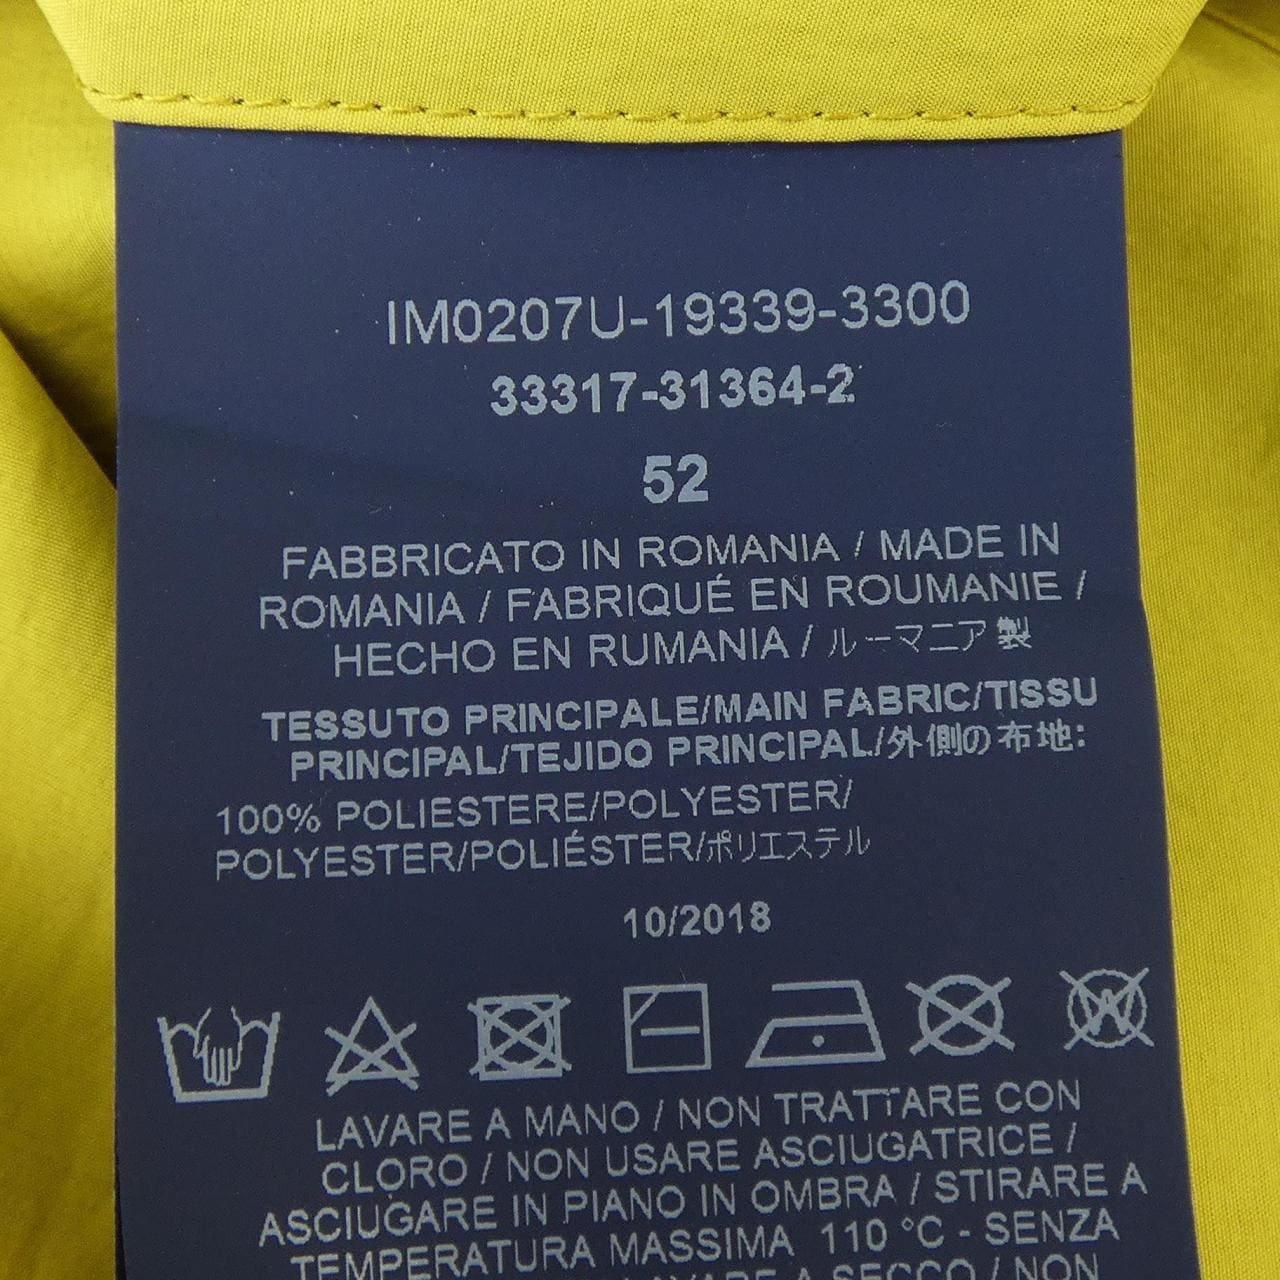 IM0207U-19339-3300
33317-31364-2
52
FABBRICATO IN ROMANIA / MADE IN
ROMANIA / FABRIQUÉ EN ROUMANIE /
HECHO EN RUMANIA / ルーマニア製
TESSUTO PRINCIPALE/MAIN FABRIC/TISSU
PRINCIPAL/TEJIDO PRINCIPAL/外側の布地:
100% POLIESTERE/POLYESTER/
POLYESTER/POLIÉSTER/ポリエステル
10/2018
W
LAVARE A MANO / NON TRATTARE CON
CLORO / NON USARE ASCIUGATRICE /
ASCIUGARE IN PIANO IN OMBRA / STIRARE A
TEMPERATURA MASSIMA 110 °C - SENZA
LAVARE A SECCO / NON